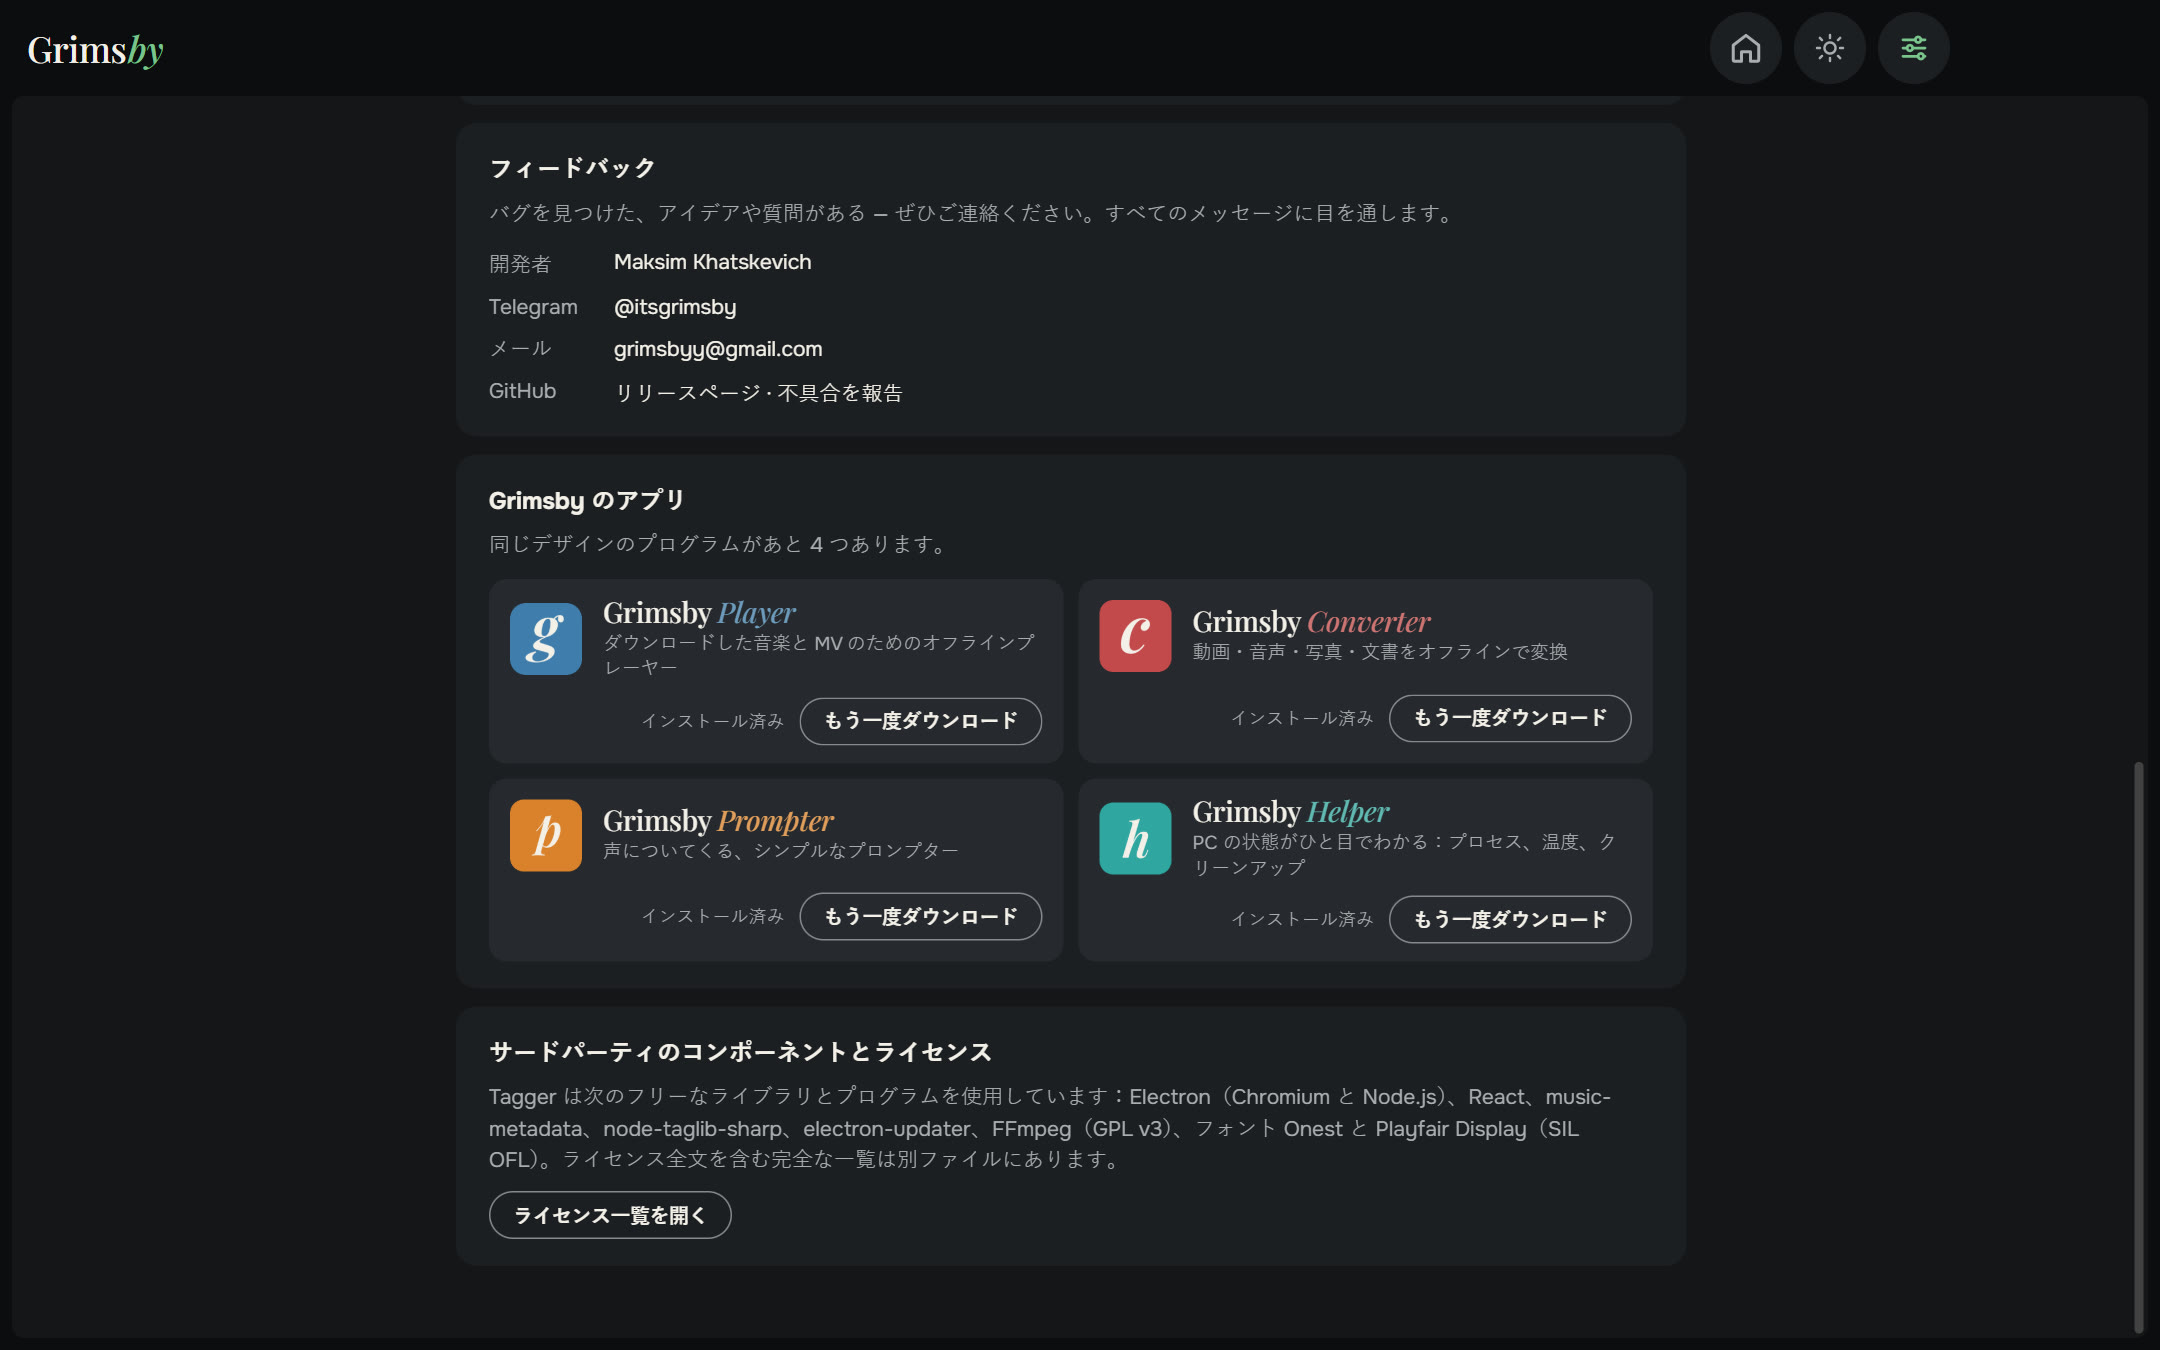 Grimsby
フィードバック
バグを見つけた、アイデアや質問がある – ぜひご連絡ください。すべてのメッセージに目を通します。
開発者 Maksim Khatskevich
Telegram @itsgrimsby
メール grimsbyy@gmail.com
GitHub リリースページ · 不具合を報告
Grimsby のアプリ
同じデザインのプログラムがあと 4 つあります。
g
Grimsby Player
ダウンロードした音楽と MV のためのオフラインプ
レーヤー
インストール済み もう一度ダウンロード
c
Grimsby Converter
動画・音声・写真・文書をオフラインで変換
インストール済み もう一度ダウンロード
p
Grimsby Prompter
声についてくる、シンプルなプロンプター
インストール済み もう一度ダウンロード
h
Grimsby Helper
PC の状態がひと目でわかる：プロセス、温度、ク
リーンアップ
インストール済み もう一度ダウンロード
サードパーティのコンポーネントとライセンス
Tagger は次のフリーなライブラリとプログラムを使用しています：Electron（Chromium と Node.js）、React、music-
metadata、node-taglib-sharp、electron-updater、FFmpeg（GPL v3）、フォント Onest と Playfair Display（SIL
OFL）。ライセンス全文を含む完全な一覧は別ファイルにあります。
ライセンス一覧を開く